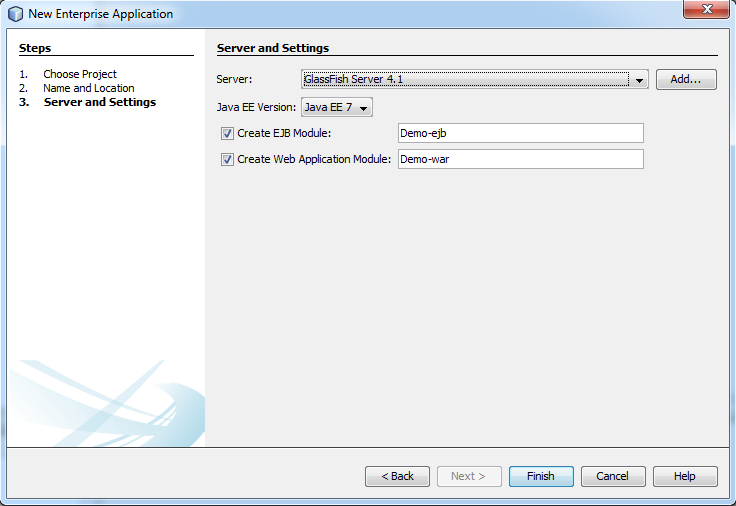 New Enterprise Application
Steps
1. Choose Project
2. Name and Location
3. Server and Settings
Server and Settings
Server: GlassFish Server 4.1 Add...
Java EE Version: Java EE 7
Create EJB Module: Demo-ejb
Create Web Application Module: Demo-war
< Back Next > Finish Cancel Help